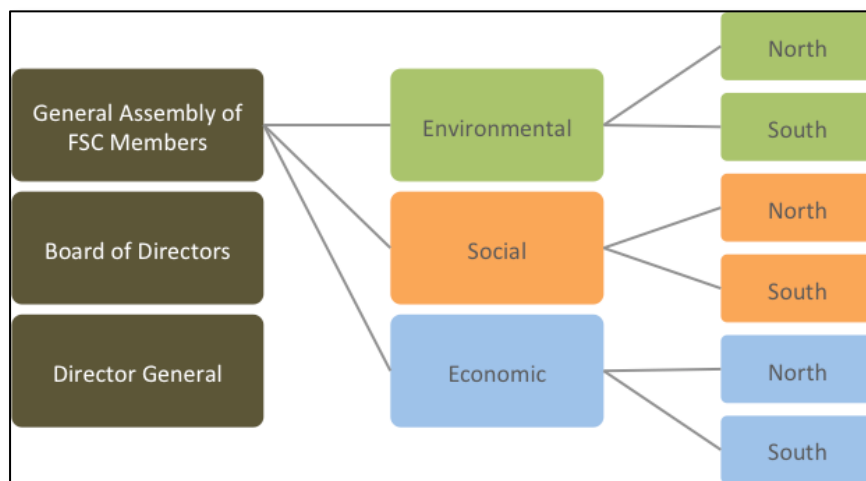 General Assembly of
FSC Members
Board of Directors
Director General
Environmental
Social
Economic
North
South
North
South
North
South